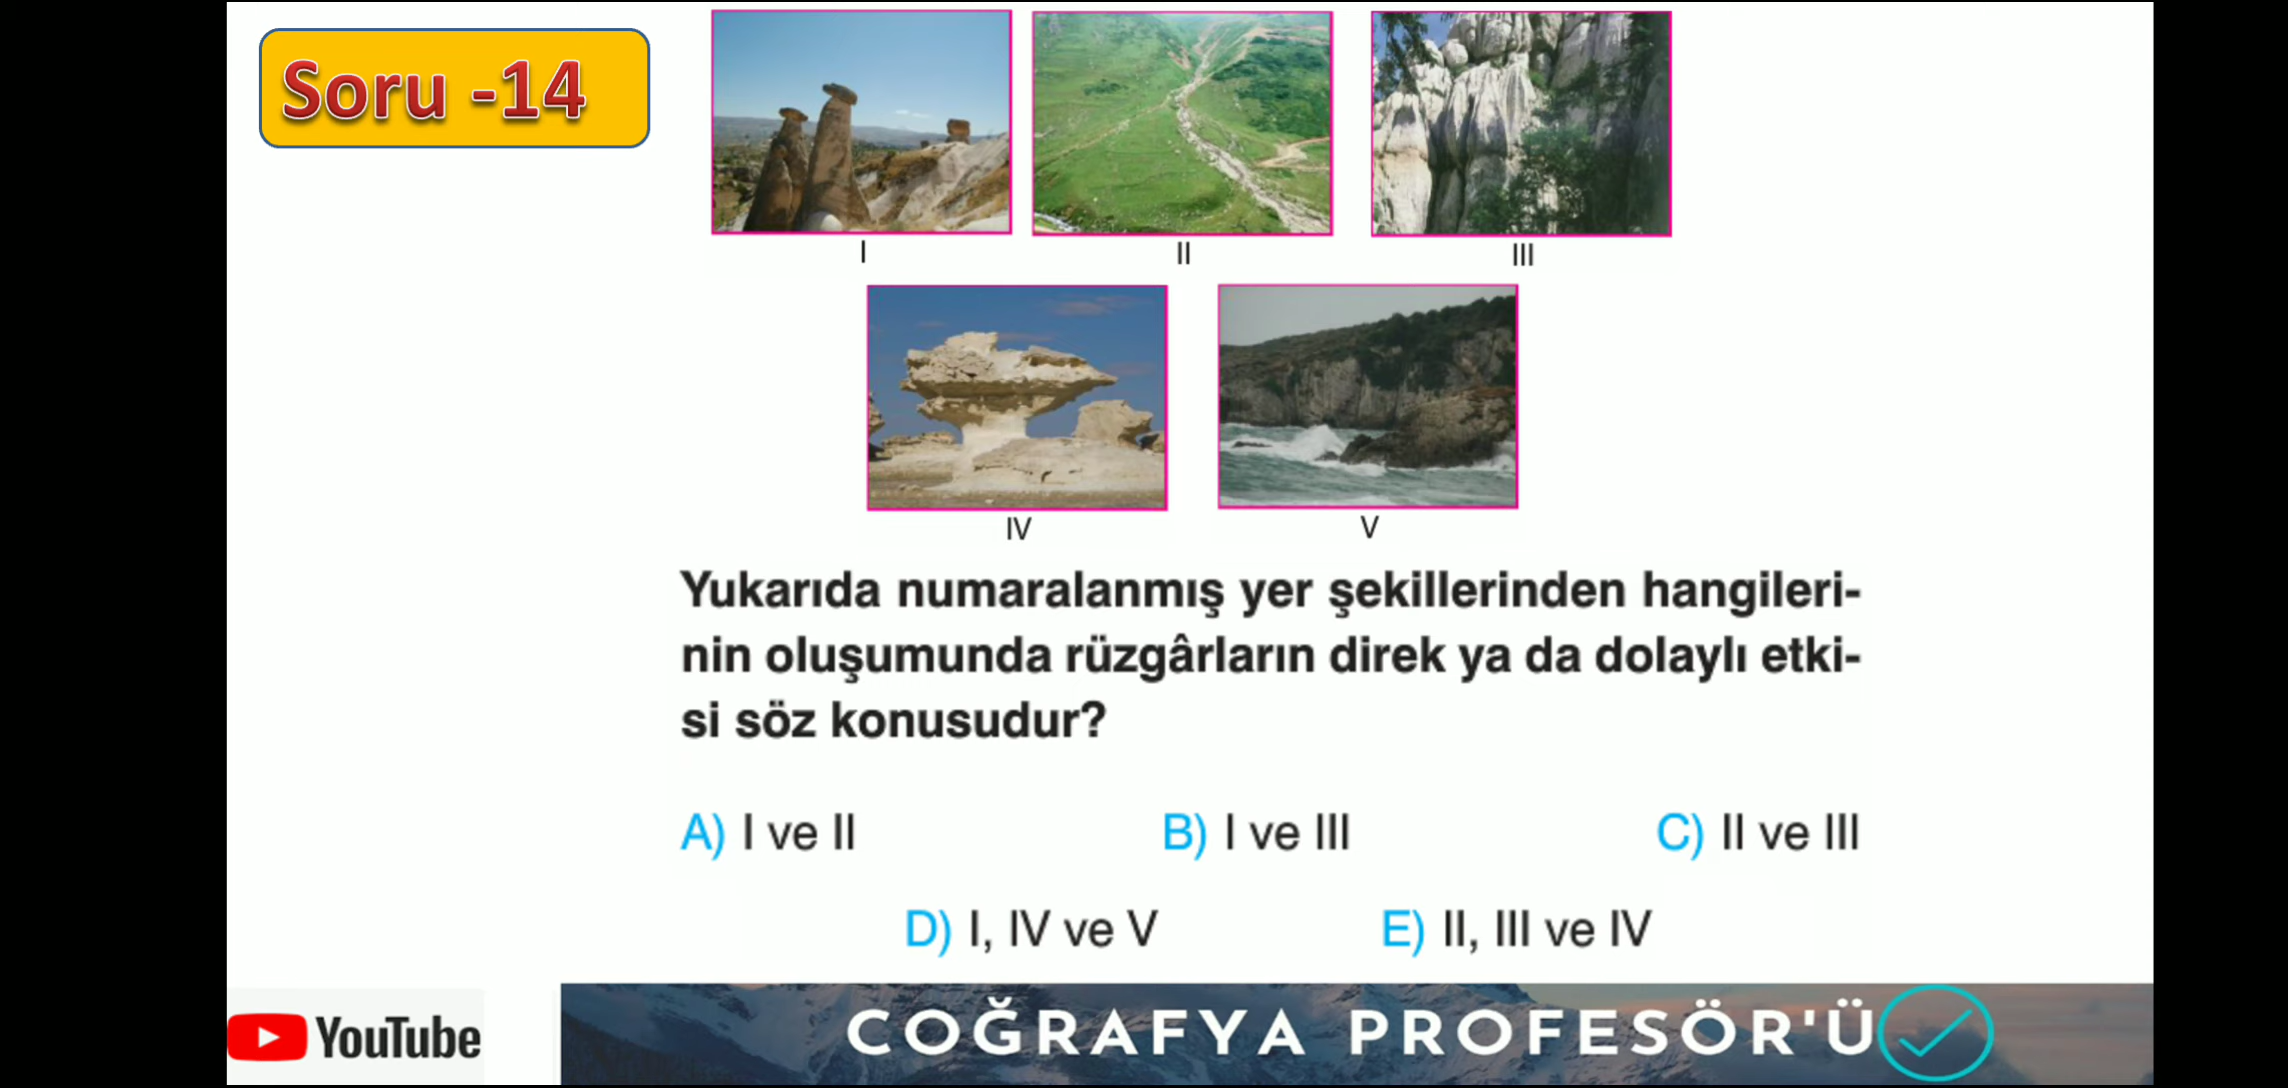 Soru -14
I
II
III
IV
V
Yukarıda numaralanmış yer şekillerinden hangileri-
nin oluşumunda rüzgârların direk ya da dolaylı etki-
si söz konusudur?
A) I ve II
B) I ve III
C) II ve III
D) I, IV ve V
E) II, III ve IV
YouTube
COĞRAFYA PROFESÖR'Ü